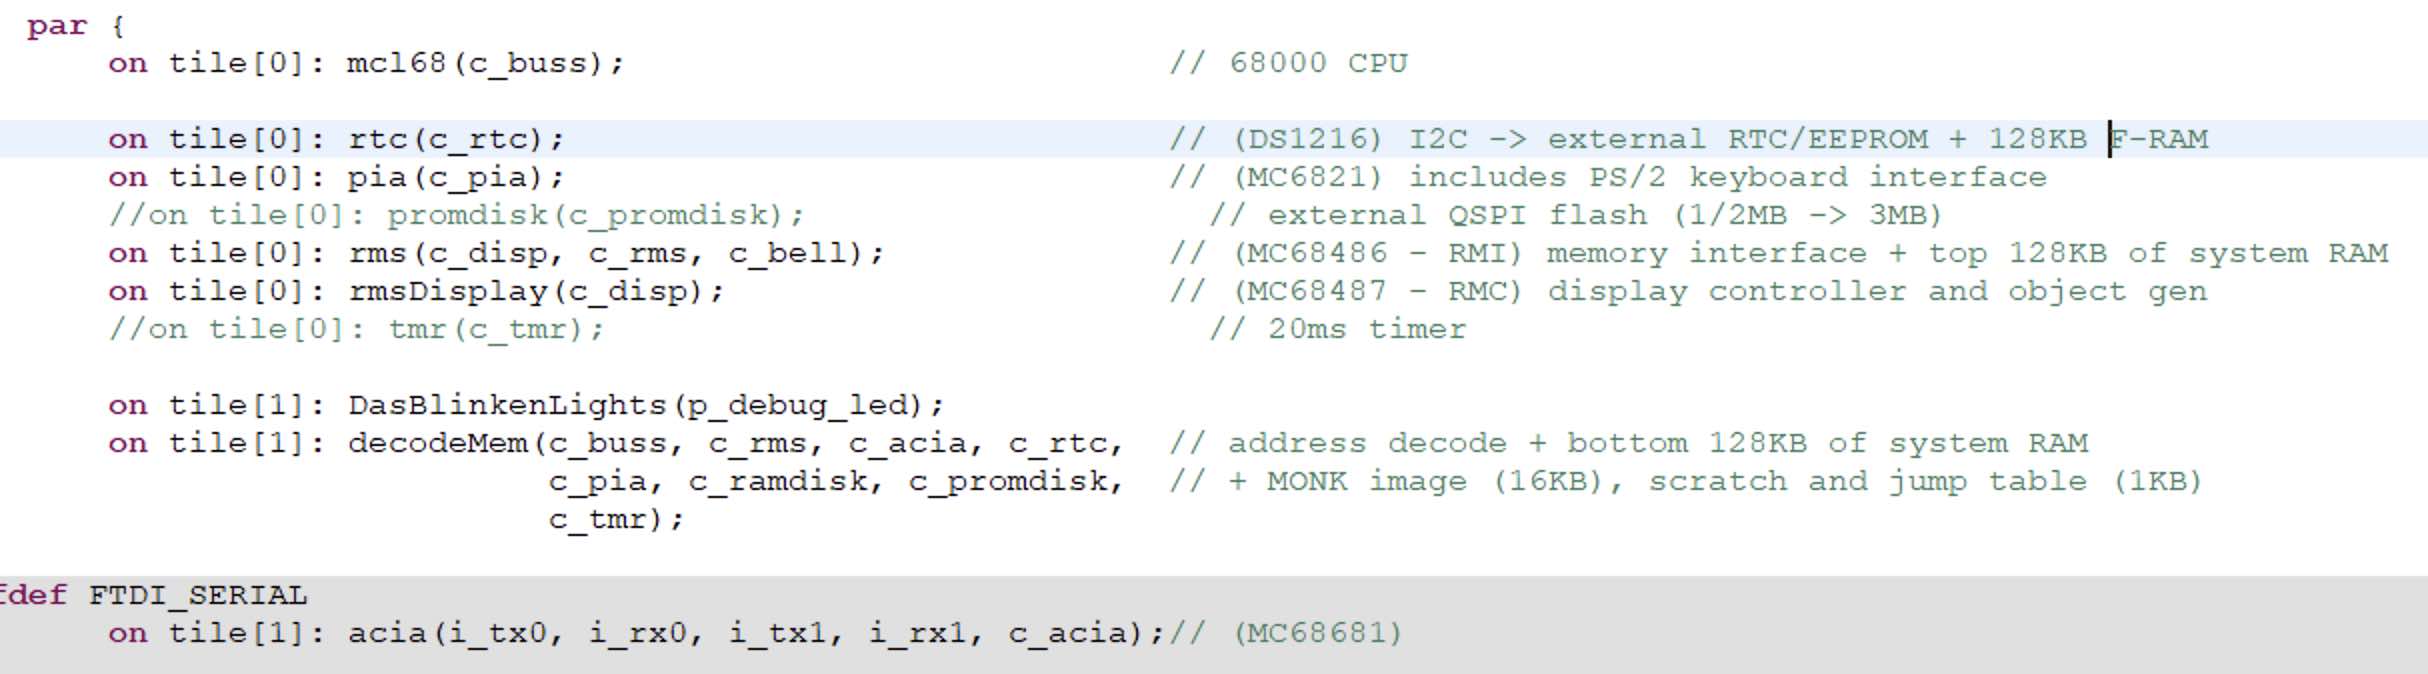 par {
on tile[0]: mcl68(c_buss); // 68000 CPU
on tile[0]: rtc(c_rtc); // (DS1216) I2C -> external RTC/EEPROM + 128KB F-RAM
on tile[0]: pia(c_pia); // (MC6821) includes PS/2 keyboard interface
//on tile[0]: promdisk(c_promdisk); // external QSPI flash (1/2MB -> 3MB)
on tile[0]: rms(c_disp, c_rms, c_bell); // (MC68486 - RMI) memory interface + top 128KB of system RAM
on tile[0]: rmsDisplay(c_disp); // (MC68487 - RMC) display controller and object gen
//on tile[0]: tmr(c_tmr); // 20ms timer
on tile[1]: DasBlinkenLights(p_debug_led);
on tile[1]: decodeMem(c_buss, c_rms, c_acia, c_rtc, // address decode + bottom 128KB of system RAM
c_pia, c_ramdisk, c_promdisk, // + MONK image (16KB), scratch and jump table (1KB)
c_tmr);
fdef FTDI_SERIAL
on tile[1]: acia(i_tx0, i_rx0, i_tx1, i_rx1, c_acia);// (MC68681)